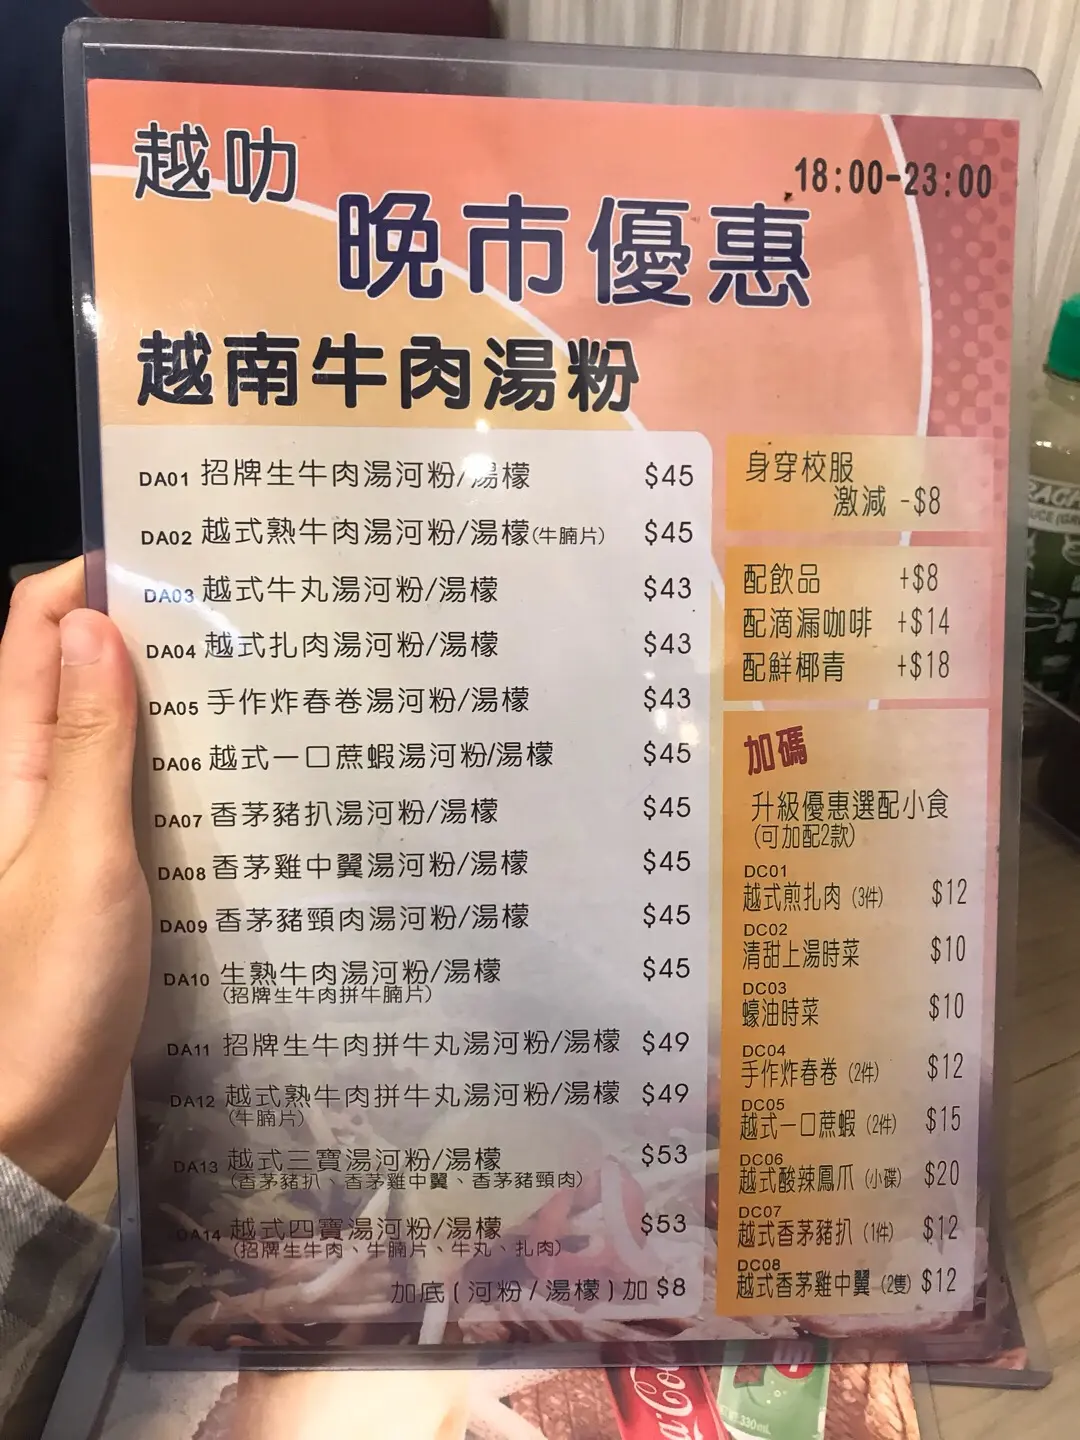 越叻
18:00-23:00
晚市優惠
越南牛肉湯粉
DA01 招牌生牛肉湯河粉/湯檬 $45
DA02 越式熟牛肉湯河粉/湯檬(牛腩片) $45
DA03 越式牛丸湯河粉/湯檬 $43
DA04 越式扎肉湯河粉/湯檬 $43
DA05 手作炸春卷湯河粉/湯檬 $43
DA06 越式一口蔗蝦湯河粉/湯檬 $45
DA07 香茅豬扒湯河粉/湯檬 $45
DA08 香茅雞中翼湯河粉/湯檬 $45
DA09 香茅豬頸肉湯河粉/湯檬 $45
DA10 生熟牛肉湯河粉/湯檬 $45
(招牌生牛肉拼牛腩片)
DA11 招牌生牛肉拼牛丸湯河粉/湯檬 $49
DA12 越式熟牛肉拼牛丸湯河粉/湯檬 $49
(牛腩片)
DA13 越式三寶湯河粉/湯檬 $53
(香茅豬扒、香茅雞中翼、香茅豬頸肉)
DA14 越式四寶湯河粉/湯檬 $53
(招牌生牛肉、牛腩片、牛丸、扎肉)
加底(河粉/湯檬)加 $8
身穿校服
激減 -$8
配飲品 +$8
配滴漏咖啡 +$14
配鮮椰青 +$18
加碼
升級優惠選配小食
(可加配2款)
DC01
越式煎扎肉 (3件) $12
DC02
清甜上湯時菜 $10
DC03
蠔油時菜 $10
DC04
手作炸春卷 (2件) $12
DC05
越式一口蔗蝦 (2件) $15
DC06
越式酸辣鳳爪 (小碟) $20
DC07
越式香茅豬扒 (1件) $12
DC08
越式香茅雞中翼 (2隻) $12
330mL